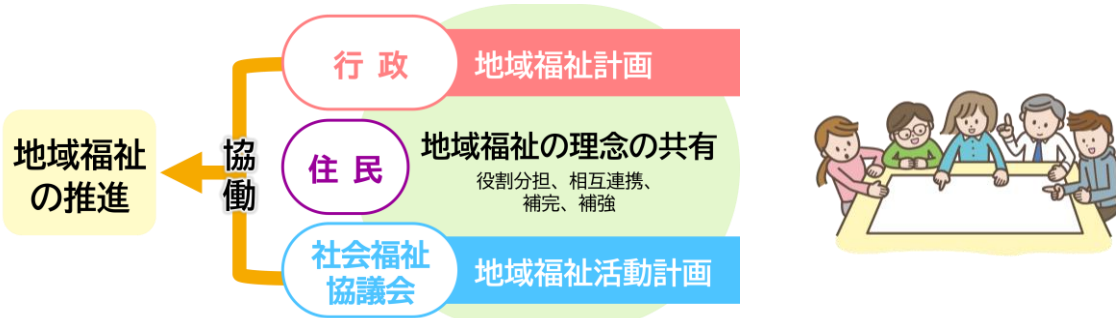 地域福祉
の推進
協働
行政
地域福祉計画
住民
地域福祉の理念の共有
役割分担、相互連携、
補完、補強
社会福祉
協議会
地域福祉活動計画